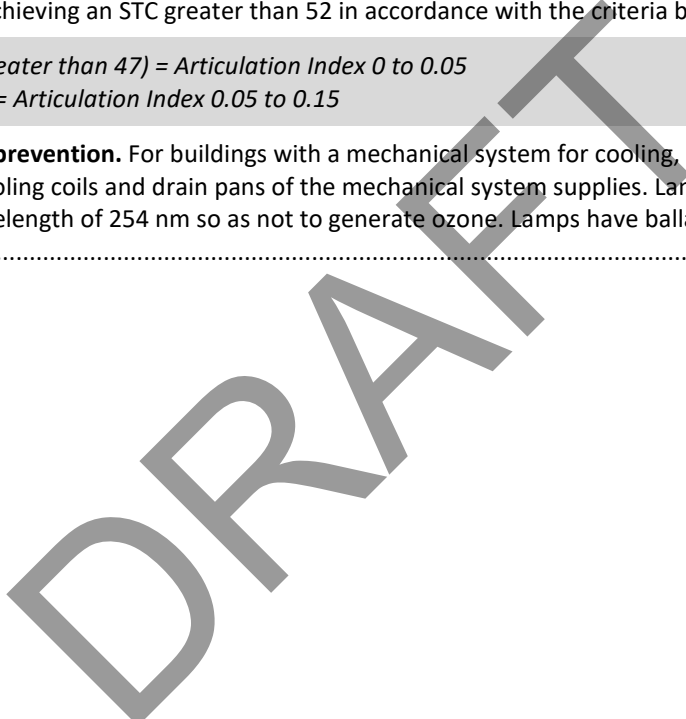 chieving an STC greater than 52 in accordance with the criteria b
eater than 47) = Articulation Index 0 to 0.05
= Articulation Index 0.05 to 0.15
prevention. For buildings with a mechanical system for cooling,
oling coils and drain pans of the mechanical system supplies. Lar
elength of 254 nm so as not to generate ozone. Lamps have balla
....................................................................................................................
DRAFT